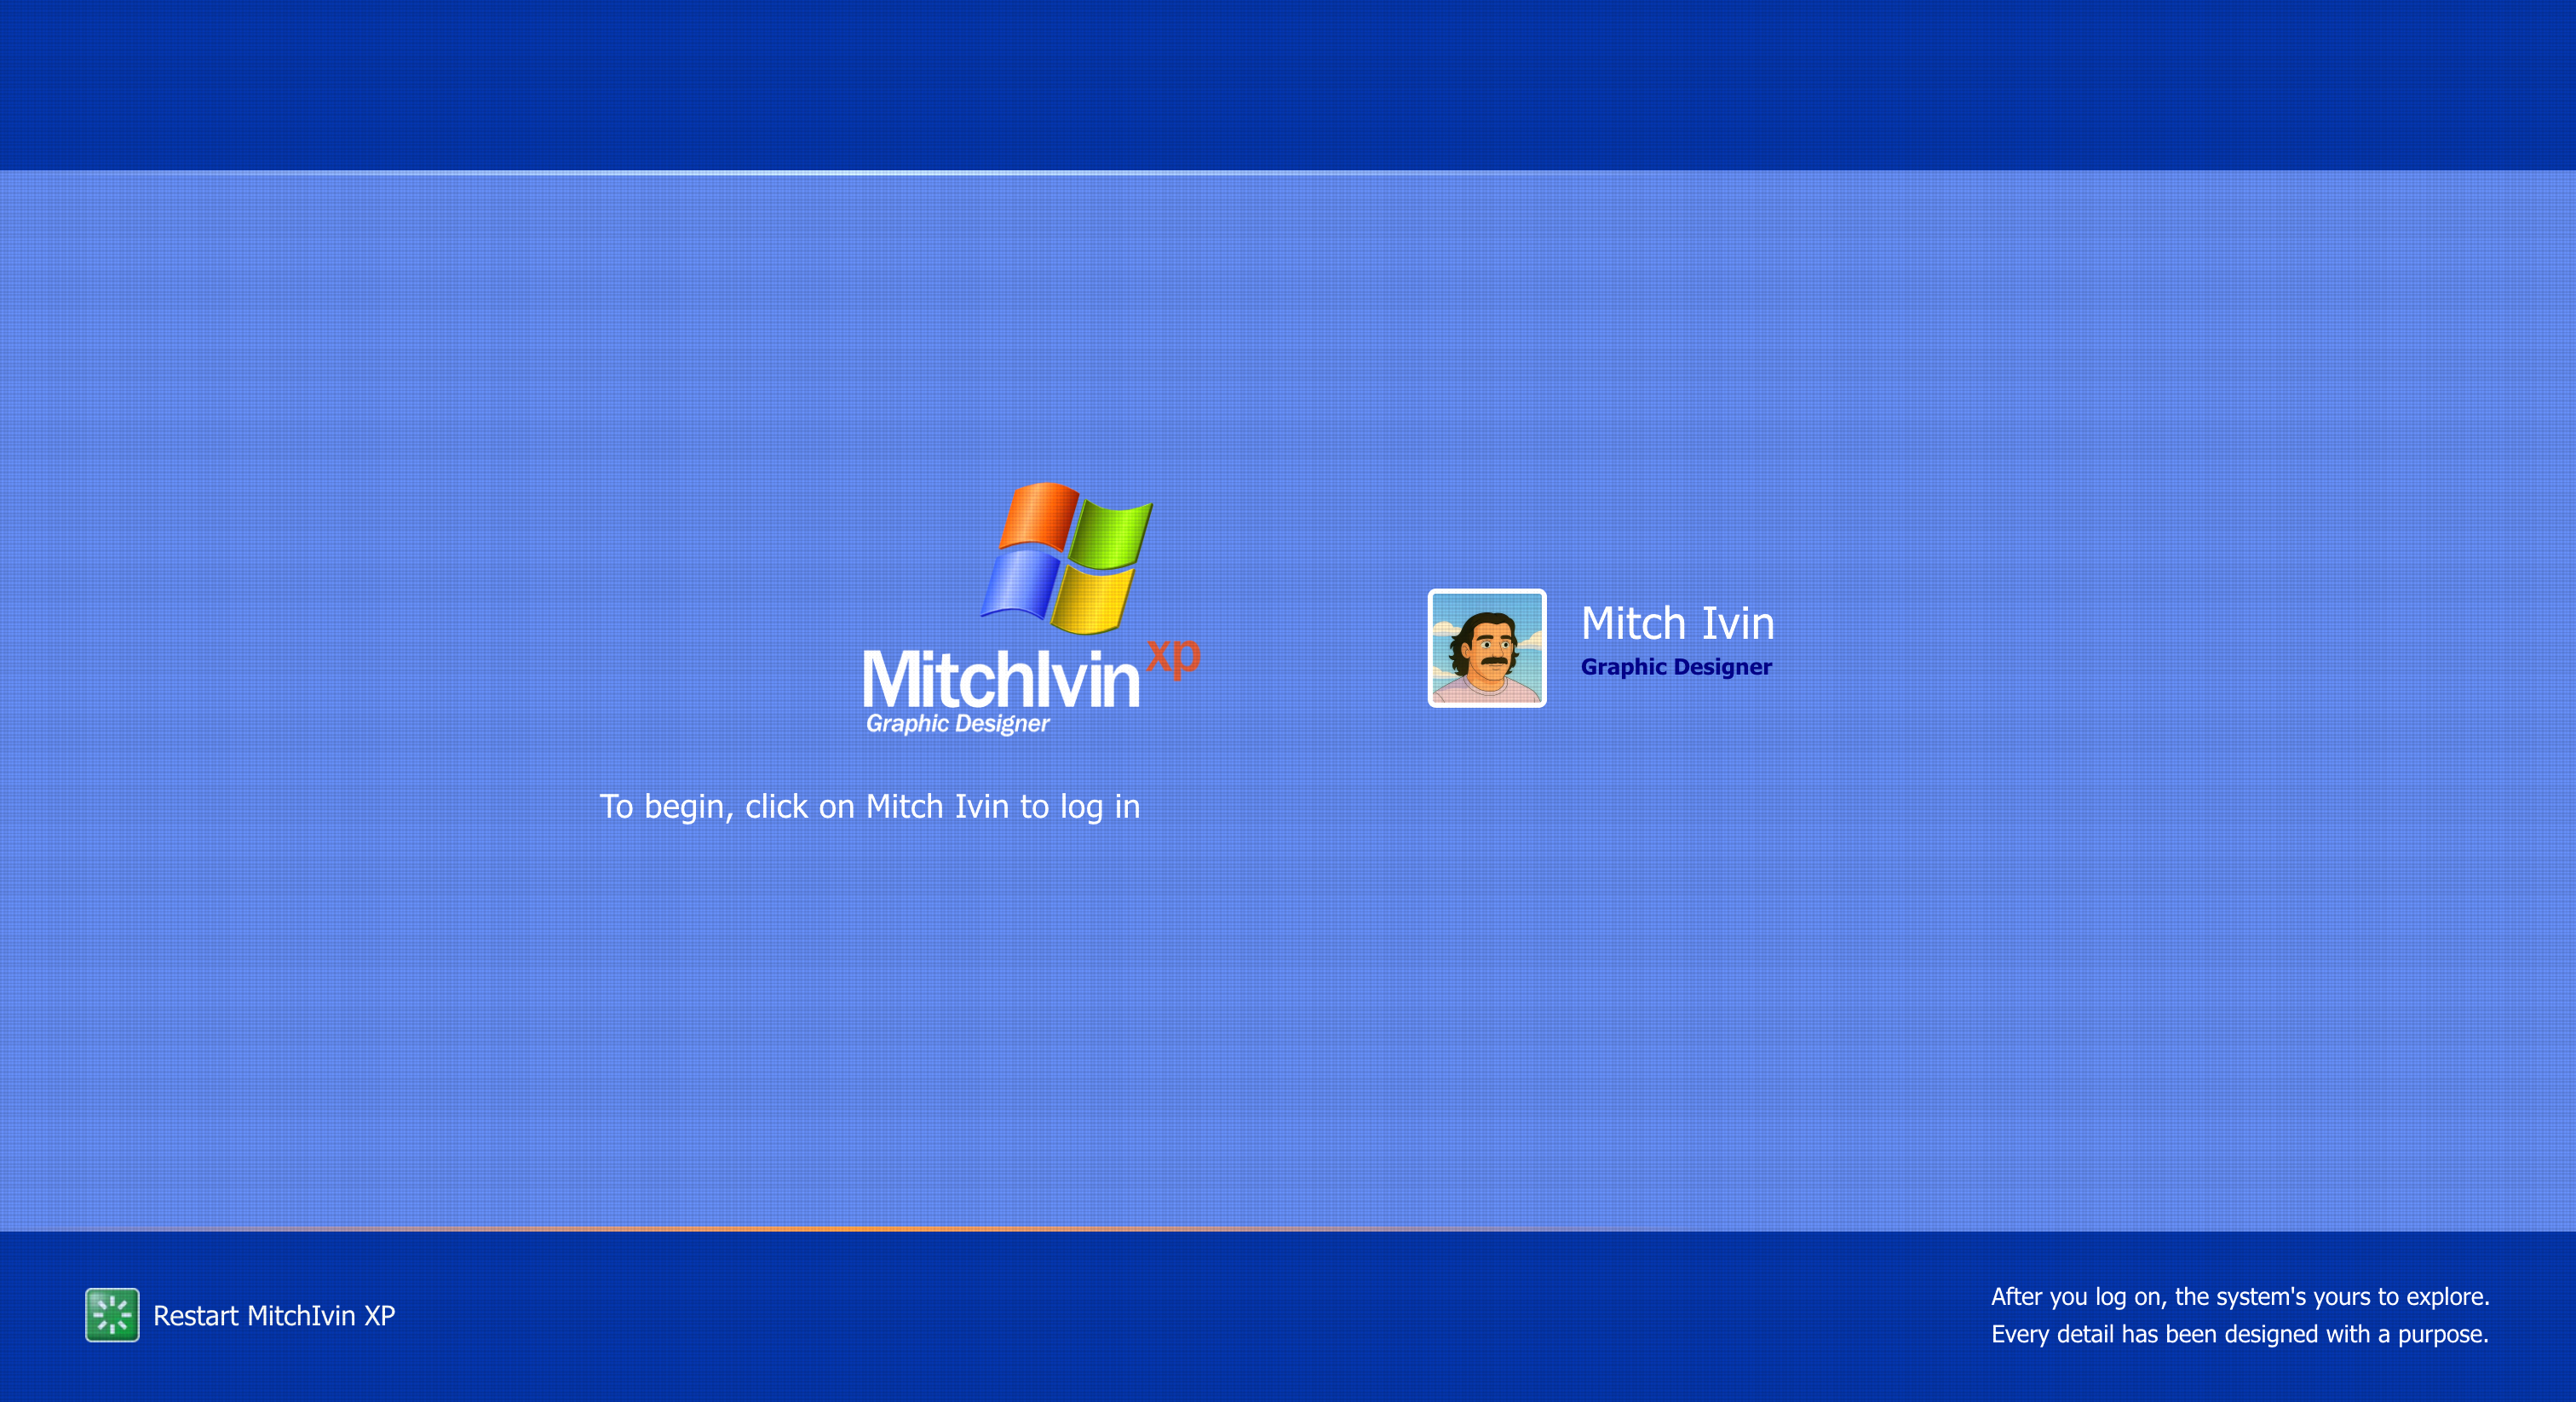 MitchIvin xp
Graphic Designer
To begin, click on Mitch Ivin to log in
Mitch Ivin
Graphic Designer
Restart MitchIvin XP
After you log on, the system's yours to explore.
Every detail has been designed with a purpose.